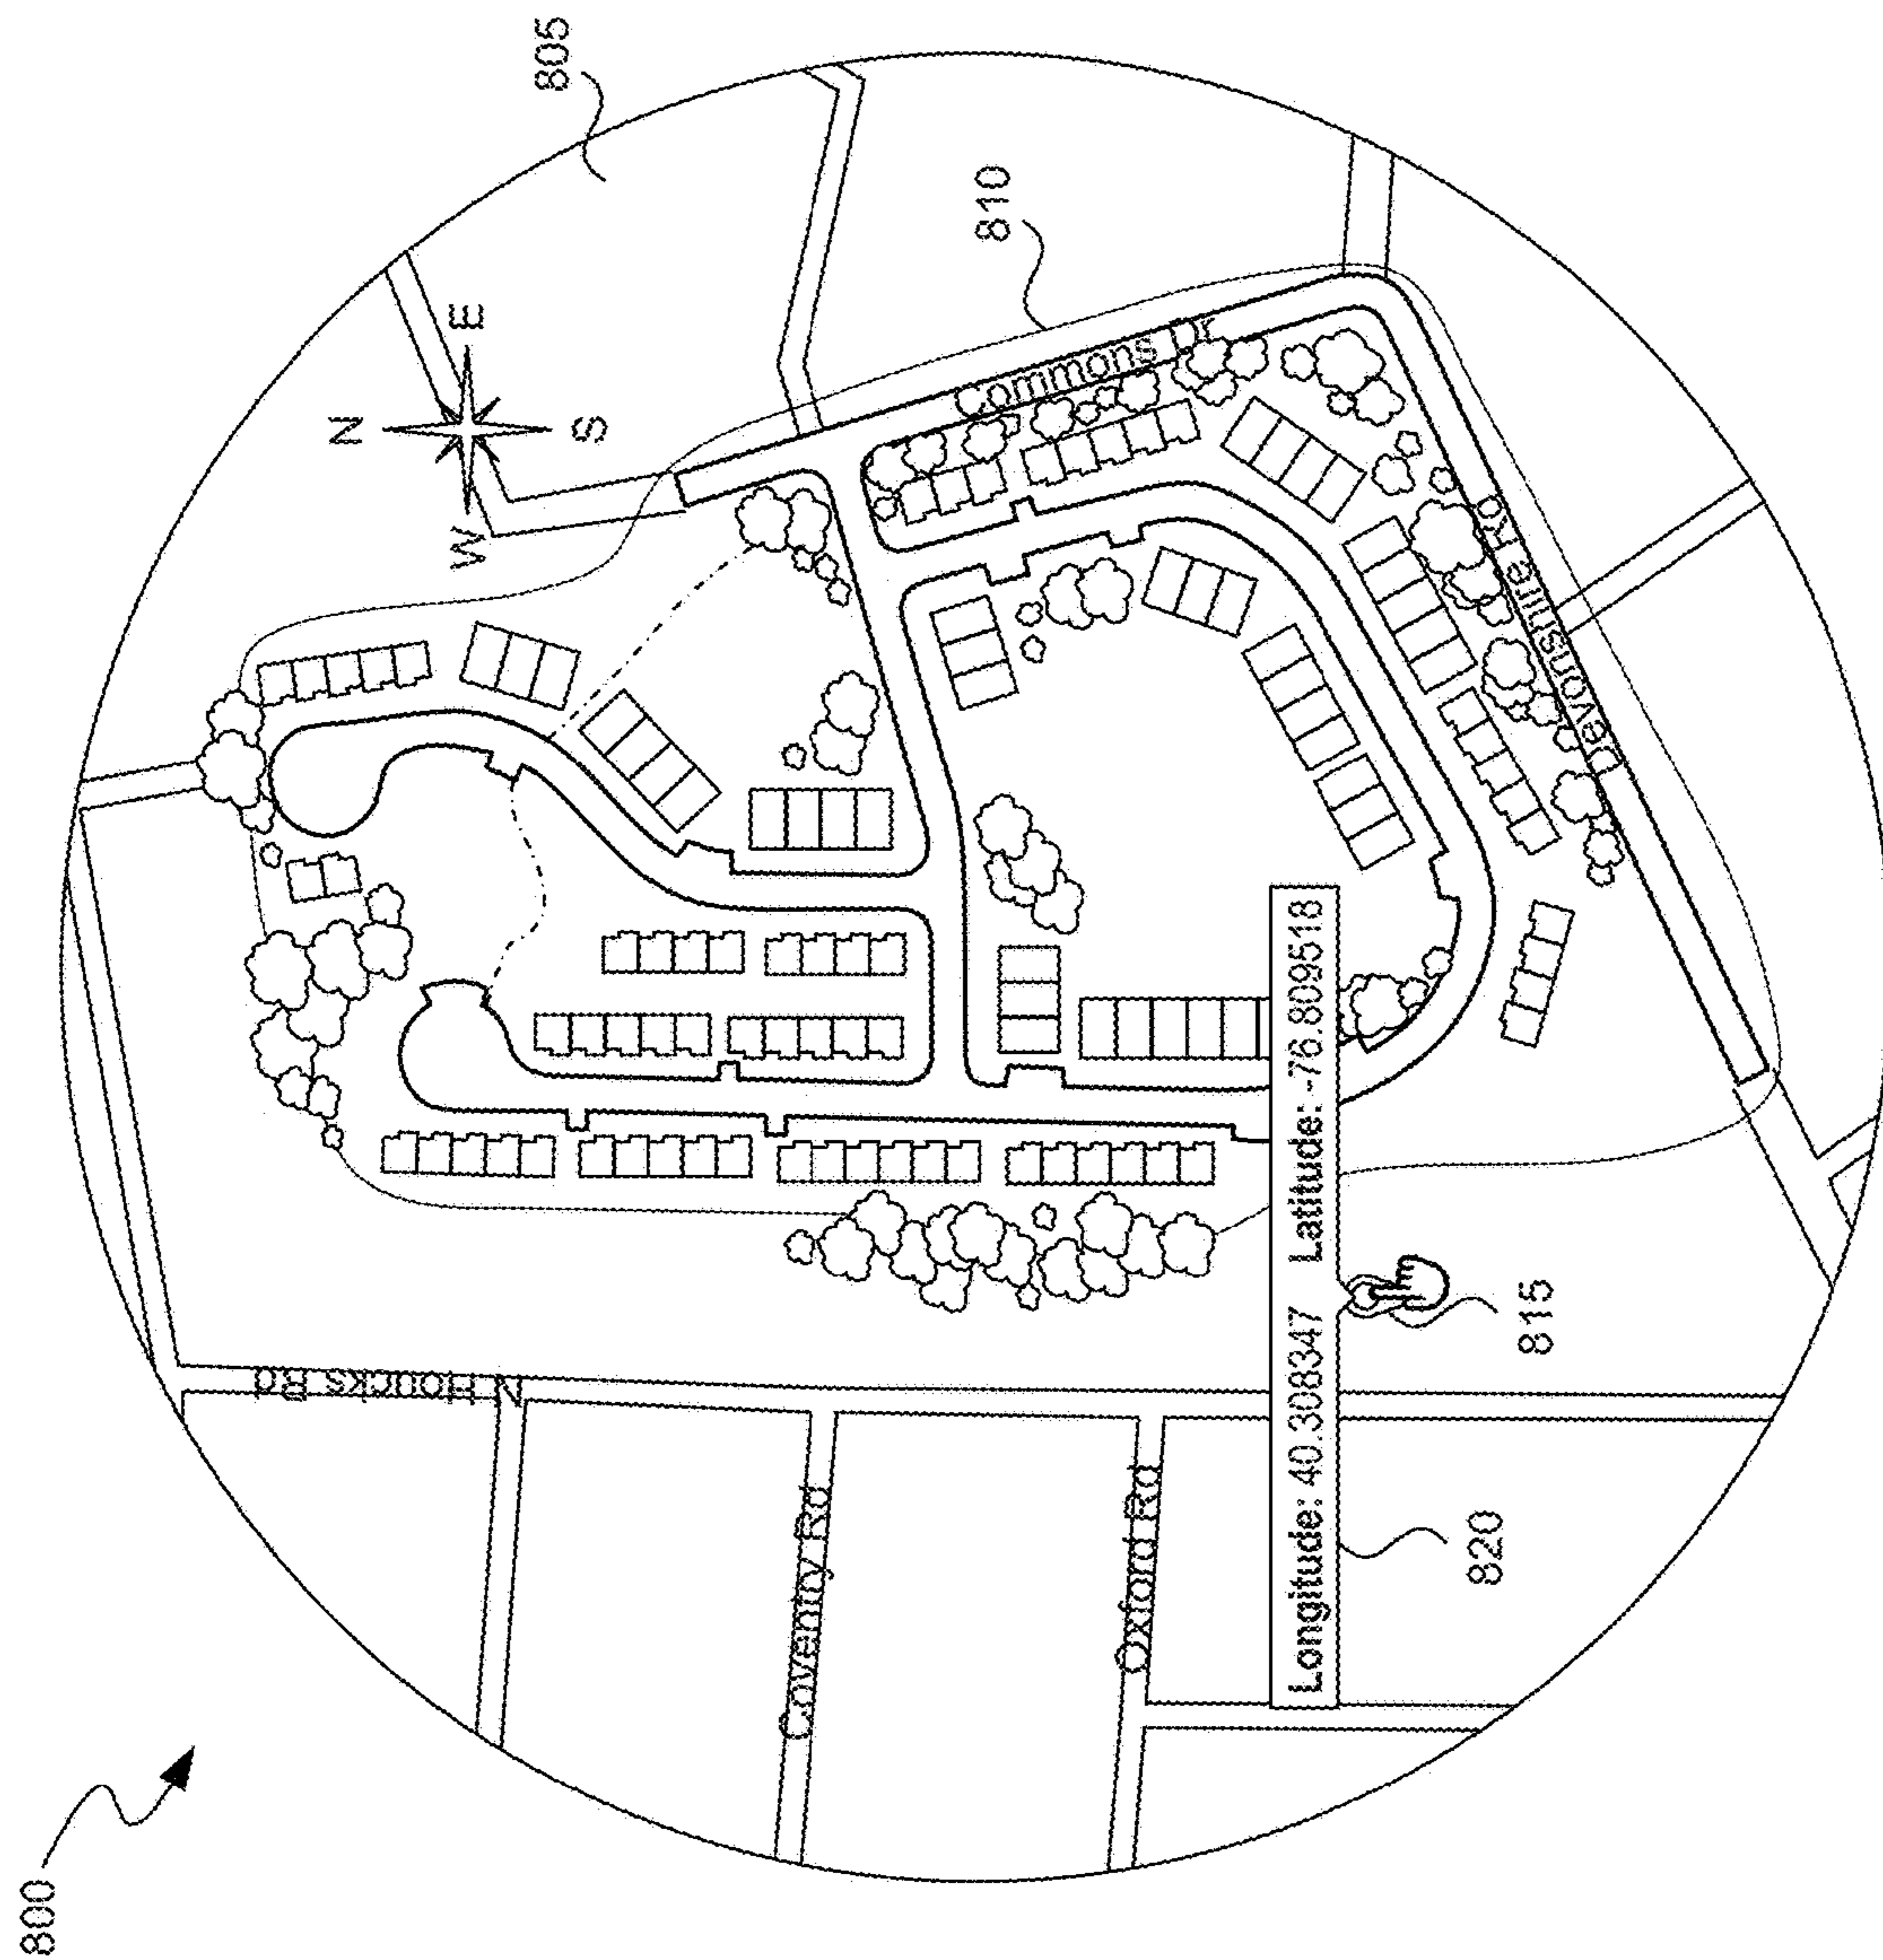 800
N Houcks Rd
N
W E
S
805
Coventry Rd
810
Commons Dr
Oxford Rd
Longitude: 40.308347 Latitude: -76.809518
820
815
Devonshire Rd